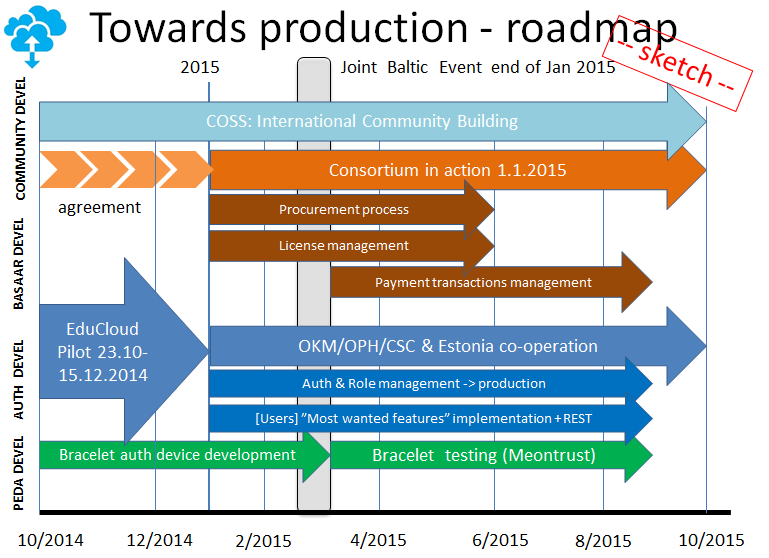 Towards production - roadmap
-- sketch --
2015
Joint Baltic Event end of Jan 2015
COMMUNITY DEVEL
COSS: International Community Building
Consortium in action 1.1.2015
agreement
BASAAR DEVEL
Procurement process
License management
Payment transactions management
AUTH DEVEL
EduCloud
Pilot 23.10-
15.12.2014
OKM/OPH/CSC & Estonia co-operation
Auth & Role management -> production
[Users] ”Most wanted features” implementation + REST
PEDA DEVEL
Bracelet auth device development
Bracelet testing (Meontrust)
10/2014
12/2014
2/2015
4/2015
6/2015
8/2015
10/2015